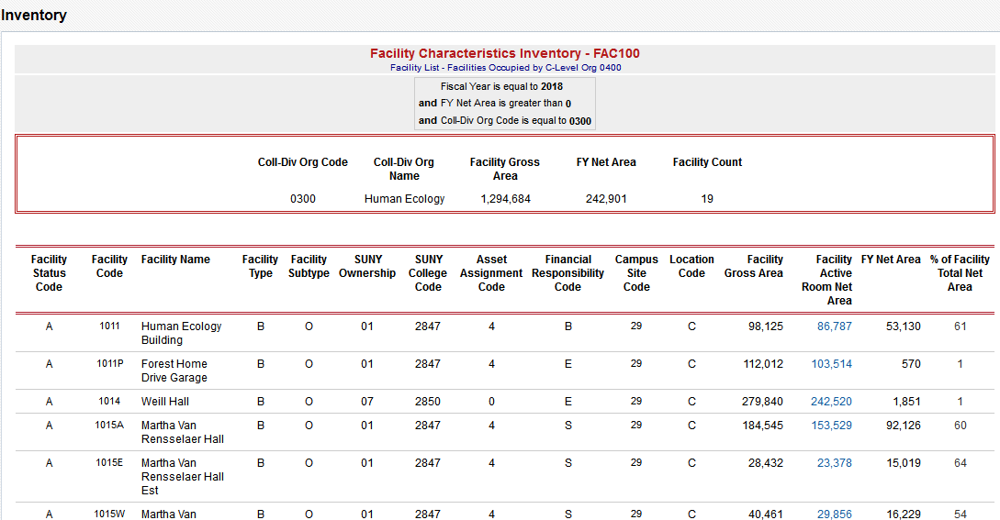 Inventory
Facility Characteristics Inventory - FAC100
Facility List - Facilities Occupied by C-Level Org 0400
Fiscal Year is equal to 2018
and FY Net Area is greater than 0
and Coll-Div Org Code is equal to 0300
Coll-Div Org Code Coll-Div Org Facility Gross FY Net Area Facility Count
Name Area
0300 Human Ecology 1,294,684 242,901 19
Facility Facility Facility Name Facility Facility SUNY SUNY Asset Financial Campus Location Facility Facility FY Net Area % of Facility
Status Code Type Subtype Ownership College Assignment Responsibility Site Code Gross Area Active Total Net
Code Code Code Code Code Room Net Area
Area
A 1011 Human Ecology B O 01 2847 4 B 29 C 98,125 86,787 53,130 61
Building
A 1011P Forest Home B O 01 2847 4 E 29 C 112,012 103,514 570 1
Drive Garage
A 1014 Weill Hall B O 07 2850 0 E 29 C 279,840 242,520 1,851 1
A 1015A Martha Van B O 01 2847 4 S 29 C 184,545 153,529 92,126 60
Rensselaer Hall
A 1015E Martha Van B O 01 2847 4 S 29 C 28,432 23,378 15,019 64
Rensselaer Hall
Est
A 1015W Martha Van B O 01 2847 4 S 29 C 40,461 29,856 16,229 54